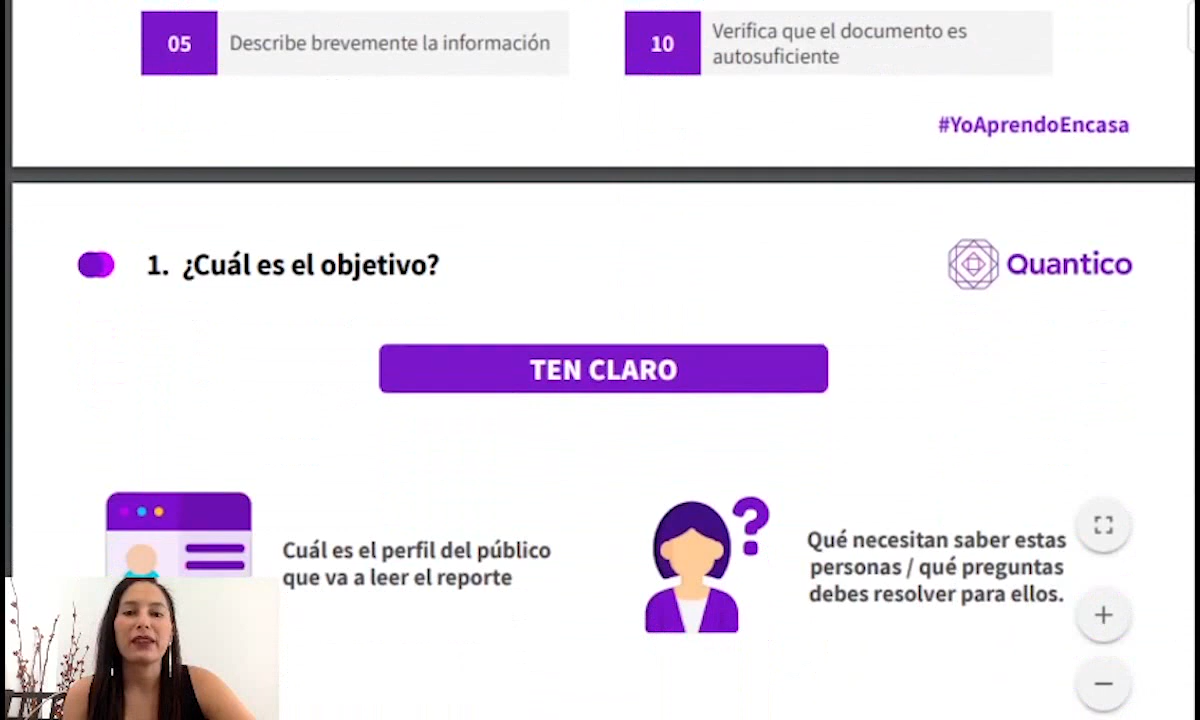 05
Describe brevemente la información
10
Verifica que el documento es
autosuficiente
#YoAprendoEncasa
1. ¿Cuál es el objetivo?
Quantico
TEN CLARO
Cuál es el perfil del público
que va a leer el reporte
Qué necesitan saber estas
personas / qué preguntas
debes resolver para ellos.